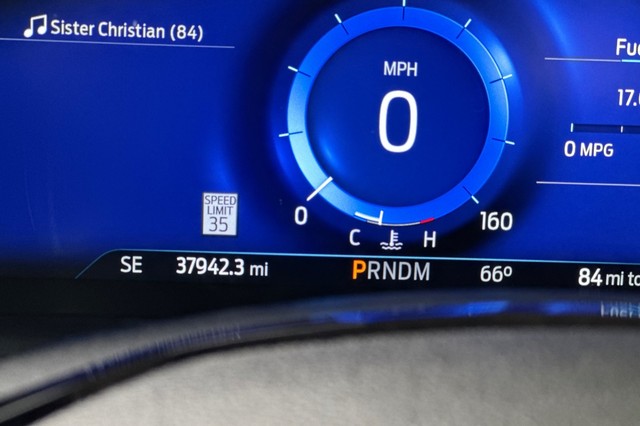 Sister Christian (84)
MPH
0
17.
0 MPG
SPEED
LIMIT
35
0
160
C H
SE 37942.3 mi PRNDM 66° 84 mi to